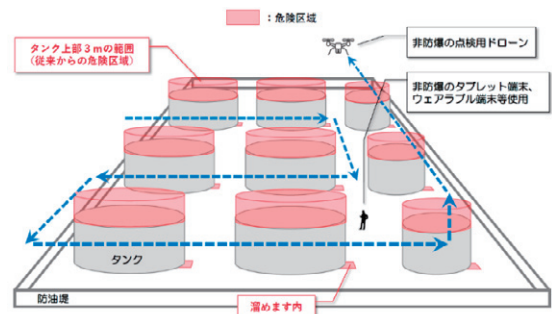 ：危険区域
タンク上部３ｍの範囲
（従来からの危険区域）
非防爆の点検用ドローン
非防爆のタブレット端末、
ウェアラブル端末等使用
タンク
防油堤
溜めます内